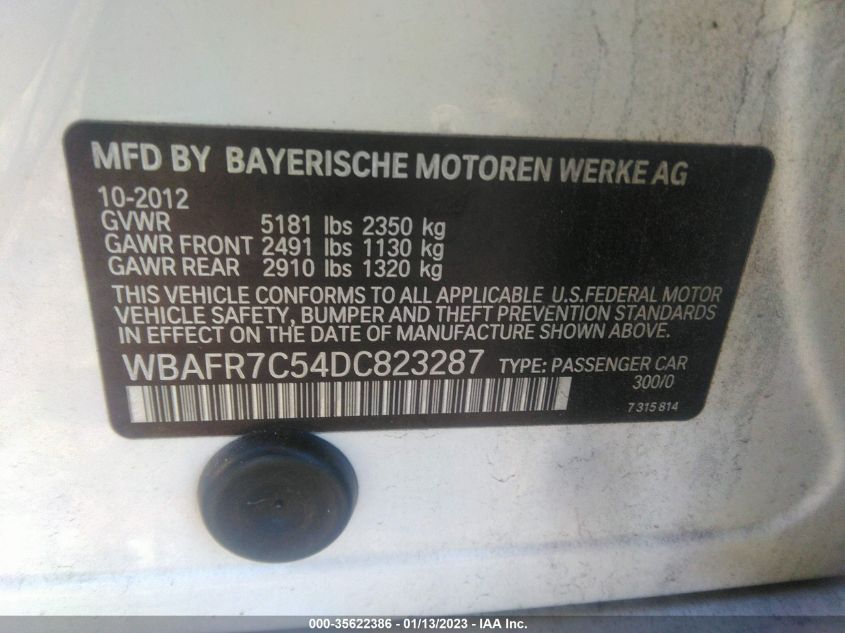 MFD BY BAYERISCHE MOTOREN WERKE AG
10-2012
GVWR 5181 lbs 2350 kg
GAWR FRONT 2491 lbs 1130 kg
GAWR REAR 2910 lbs 1320 kg
THIS VEHICLE CONFORMS TO ALL APPLICABLE U.S.FEDERAL MOTOR
VEHICLE SAFETY, BUMPER AND THEFT PREVENTION STANDARDS
IN EFFECT ON THE DATE OF MANUFACTURE SHOWN ABOVE.
WBAFR7C54DC823287 TYPE: PASSENGER CAR
300/0
7 315 814
000-35622386 - 01/13/2023 - IAA Inc.